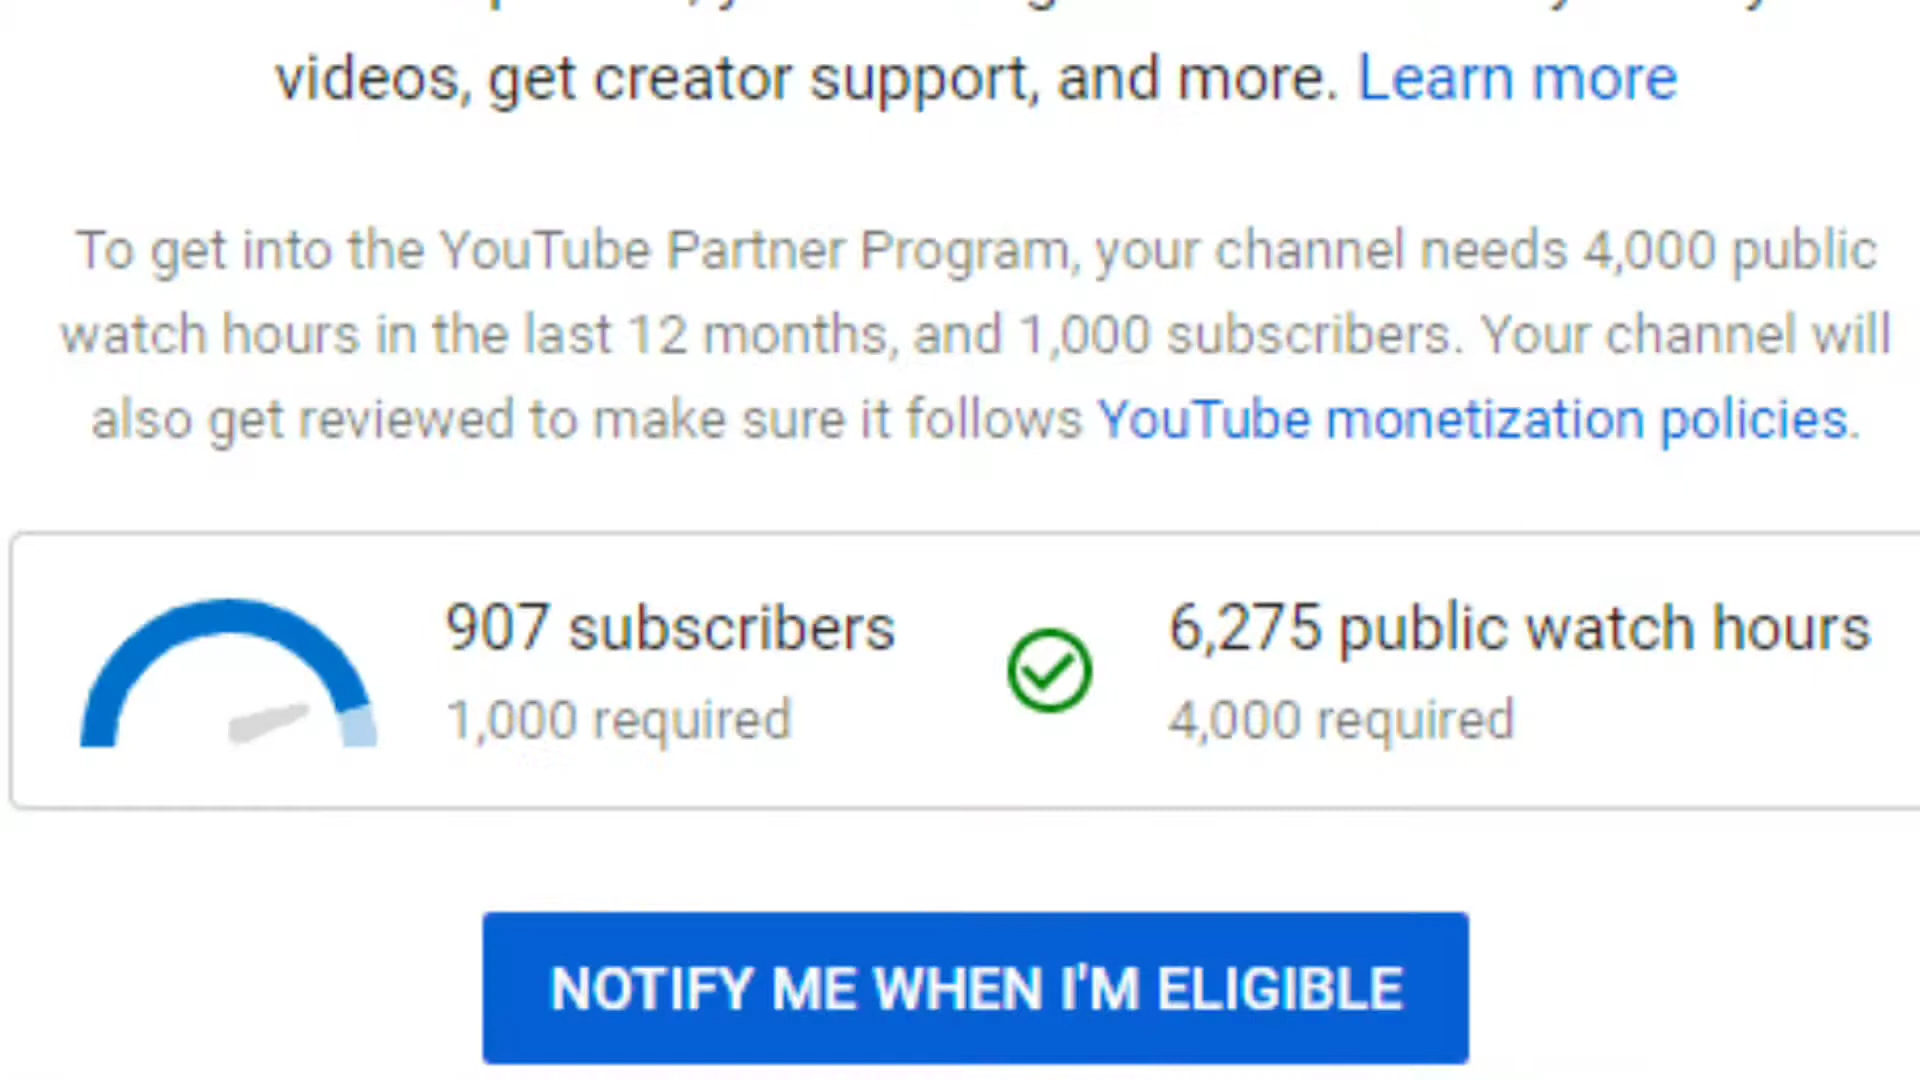 videos, get creator support, and more. Learn more
To get into the YouTube Partner Program, your channel needs 4,000 public
watch hours in the last 12 months, and 1,000 subscribers. Your channel will
also get reviewed to make sure it follows YouTube monetization policies.
907 subscribers
1,000 required
6,275 public watch hours
4,000 required
NOTIFY ME WHEN I'M ELIGIBLE